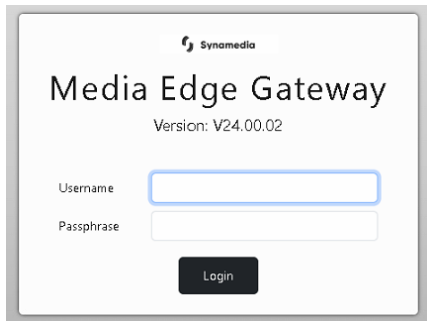 Synamedia
Media Edge Gateway
Version: V24.00.02
Username
Passphrase
Login